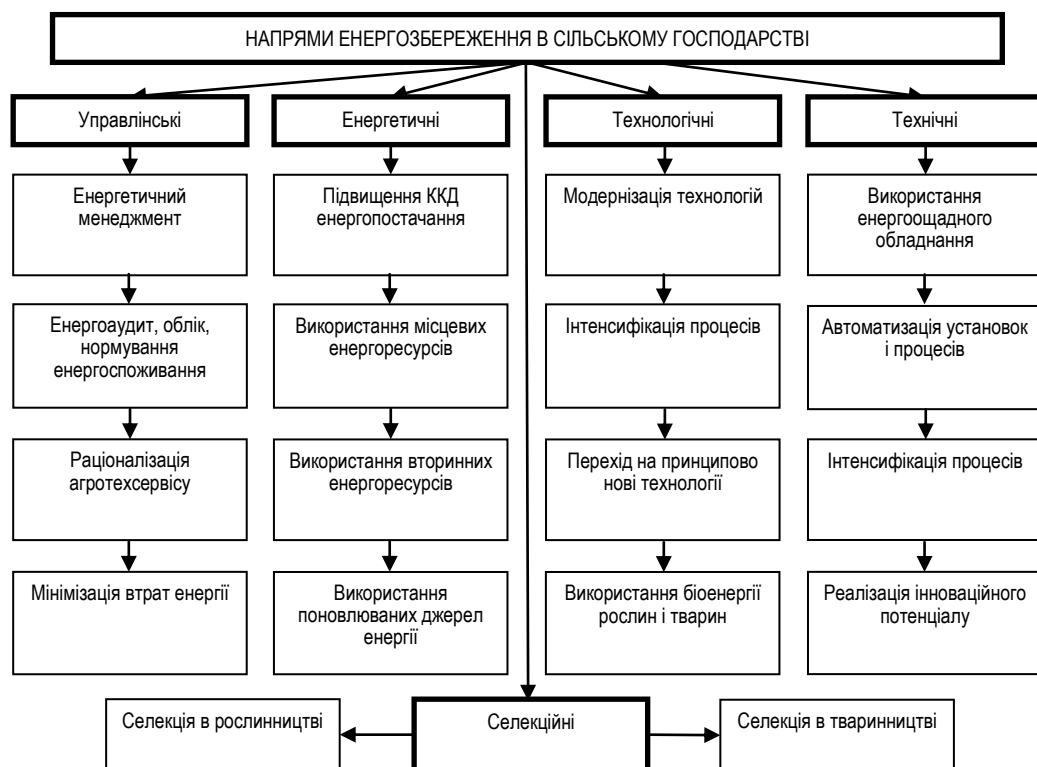 НАПРЯМИ ЕНЕРГОЗБЕРЕЖЕННЯ В СІЛЬСЬКОМУ ГОСПОДАРСТВІ
Управлінські
Енергетичні
Технологічні
Технічні
Енергетичний
менеджмент
Підвищення ККД
енергопостачання
Модернізація технологій
Використання
енергоощадного
обладнання
Енергоаудит, облік,
нормування
енергоспоживання
Використання місцевих
енергоресурсів
Інтенсифікація процесів
Автоматизація установок
і процесів
Раціоналізація
агротехсервісу
Використання вторинних
енергоресурсів
Перехід на принципово
нові технології
Інтенсифікація процесів
Мінімізація втрат енергії
Використання
поновлюваних джерел
енергії
Використання біоенергії
рослин і тварин
Реалізація інноваційного
потенціалу
Селекція в рослинництві
Селекційні
Селекція в тваринництві